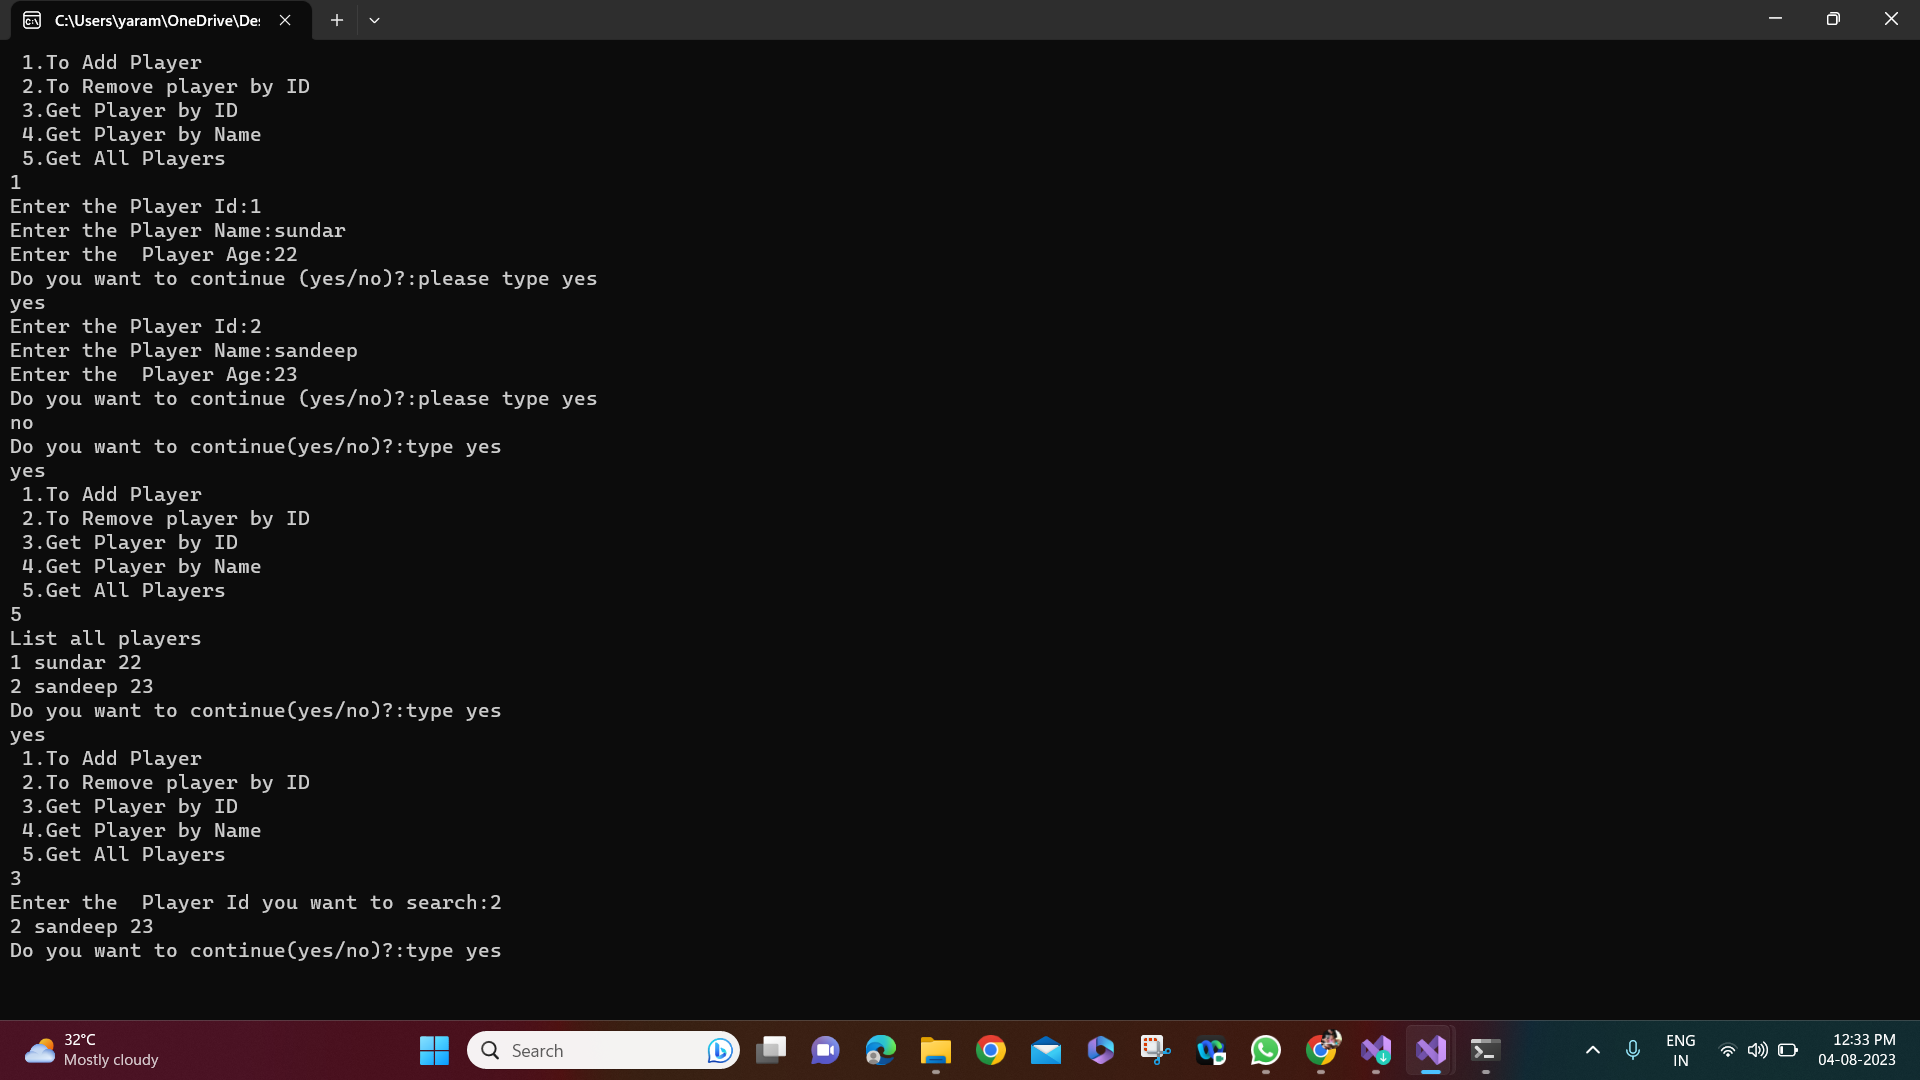 C:\Users\yaram\OneDrive\De
1.To Add Player
2.To Remove player by ID
3.Get Player by ID
4.Get Player by Name
5.Get All Players
1
Enter the Player Id:1
Enter the Player Name:sundar
Enter the  Player Age:22
Do you want to continue (yes/no)?:please type yes
yes
Enter the Player Id:2
Enter the Player Name:sandeep
Enter the  Player Age:23
Do you want to continue (yes/no)?:please type yes
no
Do you want to continue(yes/no)?:type yes
yes
1.To Add Player
2.To Remove player by ID
3.Get Player by ID
4.Get Player by Name
5.Get All Players
5
List all players
1 sundar 22
2 sandeep 23
Do you want to continue(yes/no)?:type yes
yes
1.To Add Player
2.To Remove player by ID
3.Get Player by ID
4.Get Player by Name
5.Get All Players
3
Enter the  Player Id you want to search:2
2 sandeep 23
Do you want to continue(yes/no)?:type yes
32°C
Mostly cloudy
Search
ENG
IN
12:33 PM
04-08-2023